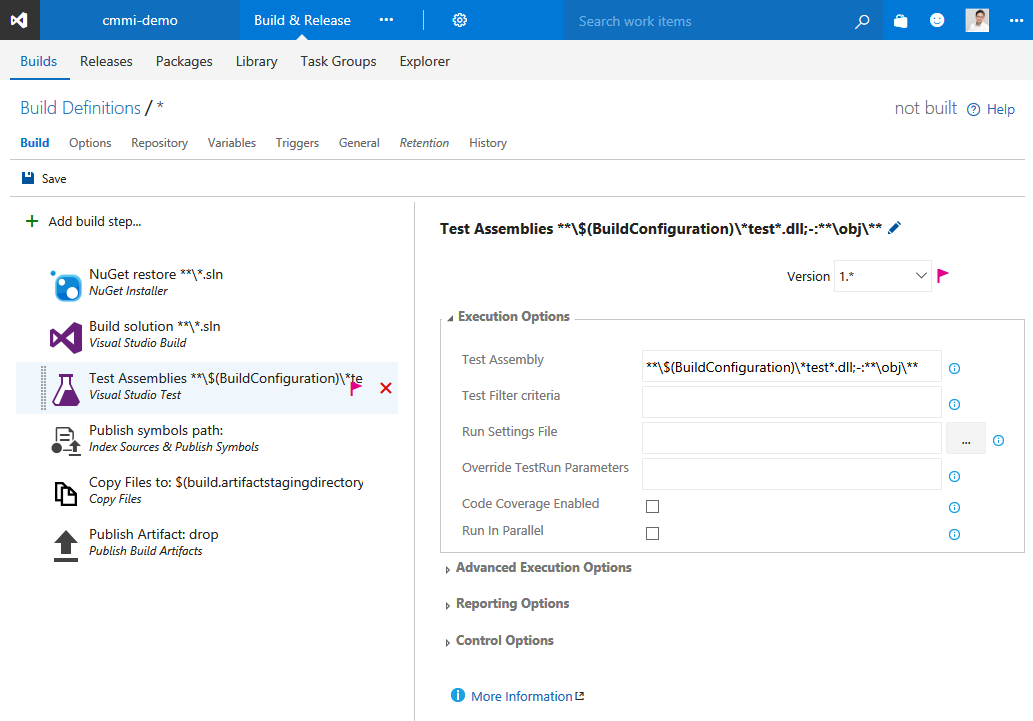 cmmi-demo Build & Release ••• Search work items •••
Builds Releases Packages Library Task Groups Explorer
Build Definitions / * not built Help
Build Options Repository Variables Triggers General Retention History
Save
Add build step...
NuGet restore **\*.sln
NuGet Installer
Build solution **\*.sln
Visual Studio Build
Test Assemblies **\$(BuildConfiguration)\*te
Visual Studio Test
Publish symbols path:
Index Sources & Publish Symbols
Copy Files to: $(build.artifactstagingdirectory
Copy Files
Publish Artifact: drop
Publish Build Artifacts
Test Assemblies **\$(BuildConfiguration)\*test*.dll;-:**\obj\**
Version 1.*
Execution Options
Test Assembly **\$(BuildConfiguration)\*test*.dll;-:**\obj\**
Test Filter criteria
Run Settings File ...
Override TestRun Parameters
Code Coverage Enabled
Run In Parallel
Advanced Execution Options
Reporting Options
Control Options
More Information